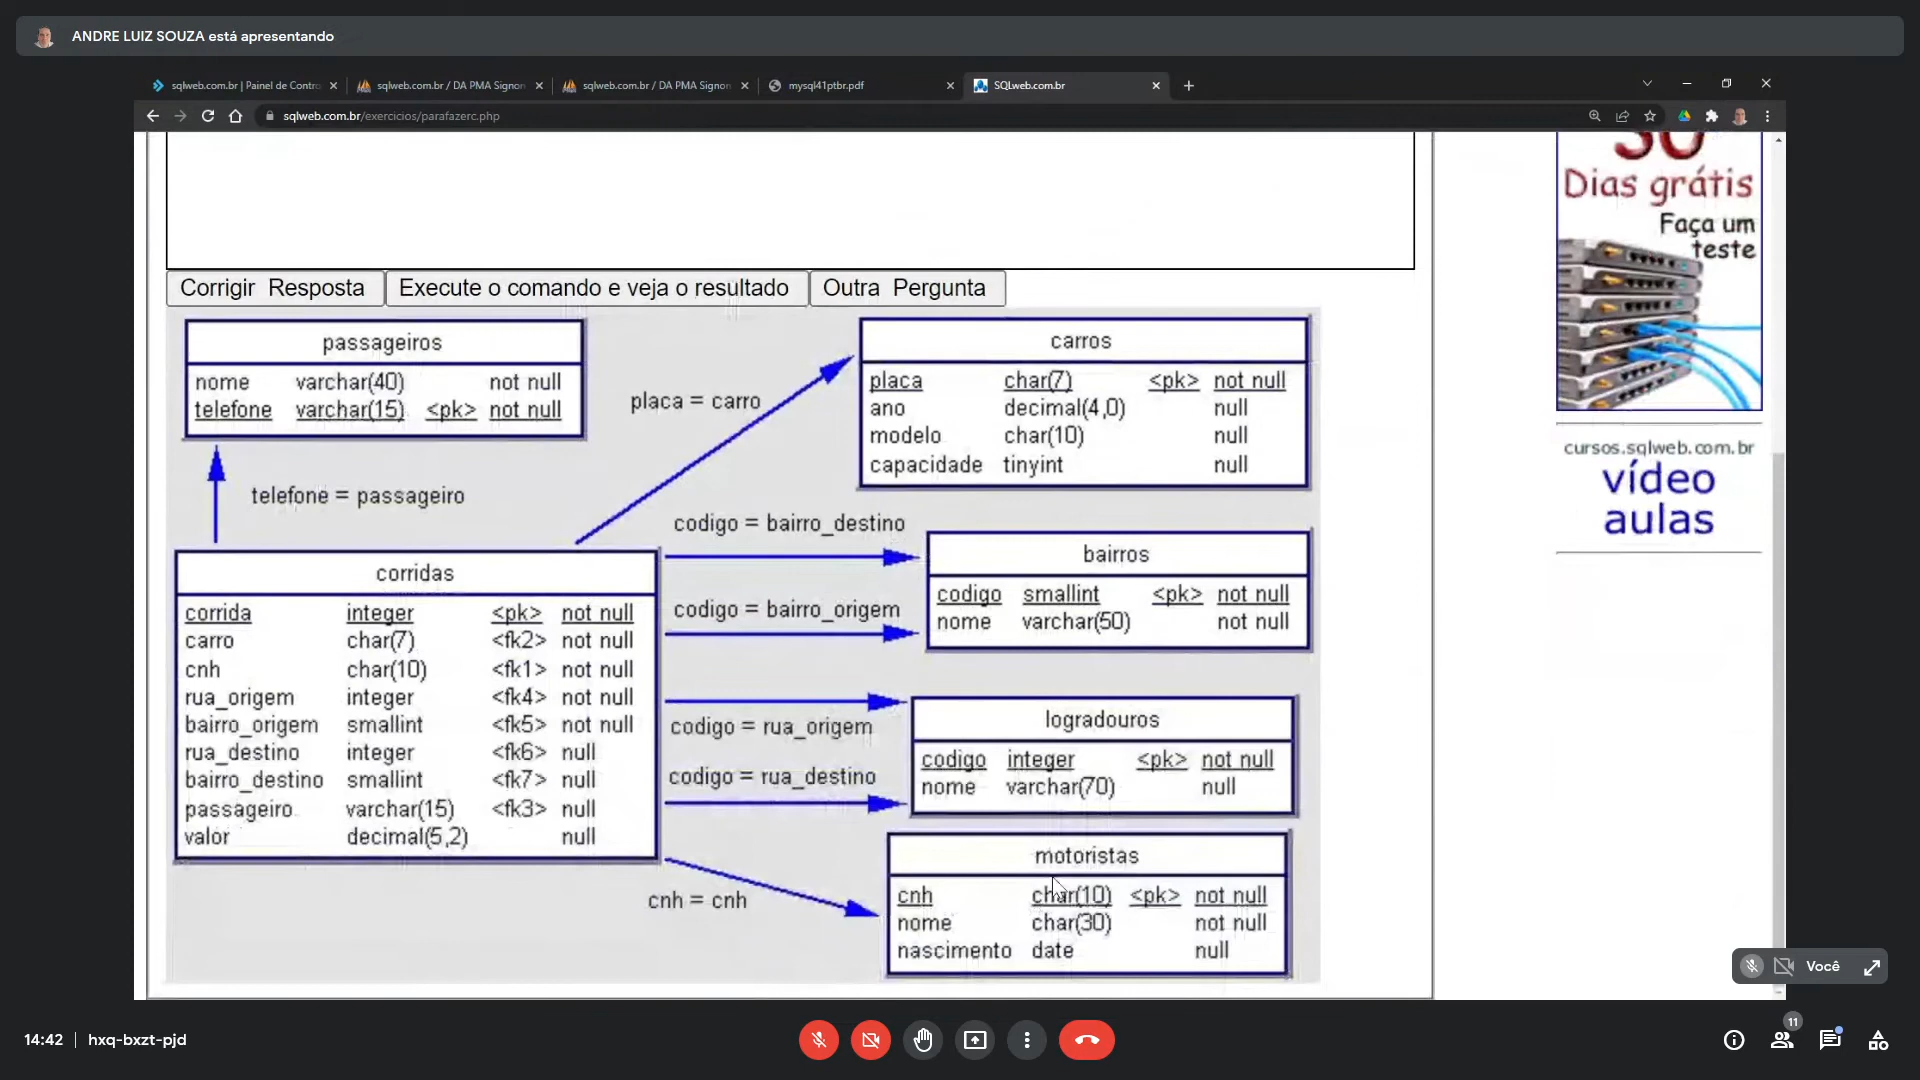 ANDRE LUIZ SOUZA está apresentando
sqlweb.com.br | Painel de Contro
sqlweb.com.br / DA PMA Signon
sqlweb.com.br / DA PMA Signon
mysql41ptbr.pdf
SQLweb.com.br
sqlweb.com.br/exercicios/parafazerc.php
30
Dias grátis
Faça um
teste
cursos.sqlweb.com.br
vídeo
aulas
Corrigir Resposta
Execute o comando e veja o resultado
Outra Pergunta
passageiros
nome varchar(40) not null
telefone varchar(15) <pk> not null
placa = carro
carros
placa char(7) <pk> not null
ano decimal(4,0) null
modelo char(10) null
capacidade tinyint null
telefone = passageiro
codigo = bairro_destino
codigo = bairro_origem
bairros
codigo smallint <pk> not null
nome varchar(50) not null
corridas
corrida integer <pk> not null
carro char(7) <fk2> not null
cnh char(10) <fk1> not null
rua_origem integer <fk4> not null
bairro_origem smallint <fk5> not null
rua_destino integer <fk6> null
bairro_destino smallint <fk7> null
passageiro varchar(15) <fk3> null
valor decimal(5,2) null
codigo = rua_origem
codigo = rua_destino
logradouros
codigo integer <pk> not null
nome varchar(70) null
cnh = cnh
motoristas
cnh char(10) <pk> not null
nome char(30) not null
nascimento date null
Você
14:42 | hxq-bxzt-pjd
11